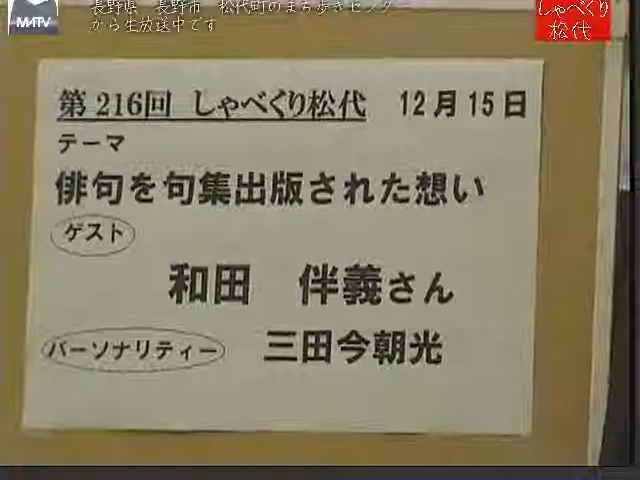 長野県 長野市 松代町のまち歩きセンター
から生放送中です
MATV
しゃべくり
松代
第216回 しゃべくり松代 12月15日
テーマ
俳句を句集出版された想い
ゲスト
和田 伴義さん
パーソナリティー 三田今朝光